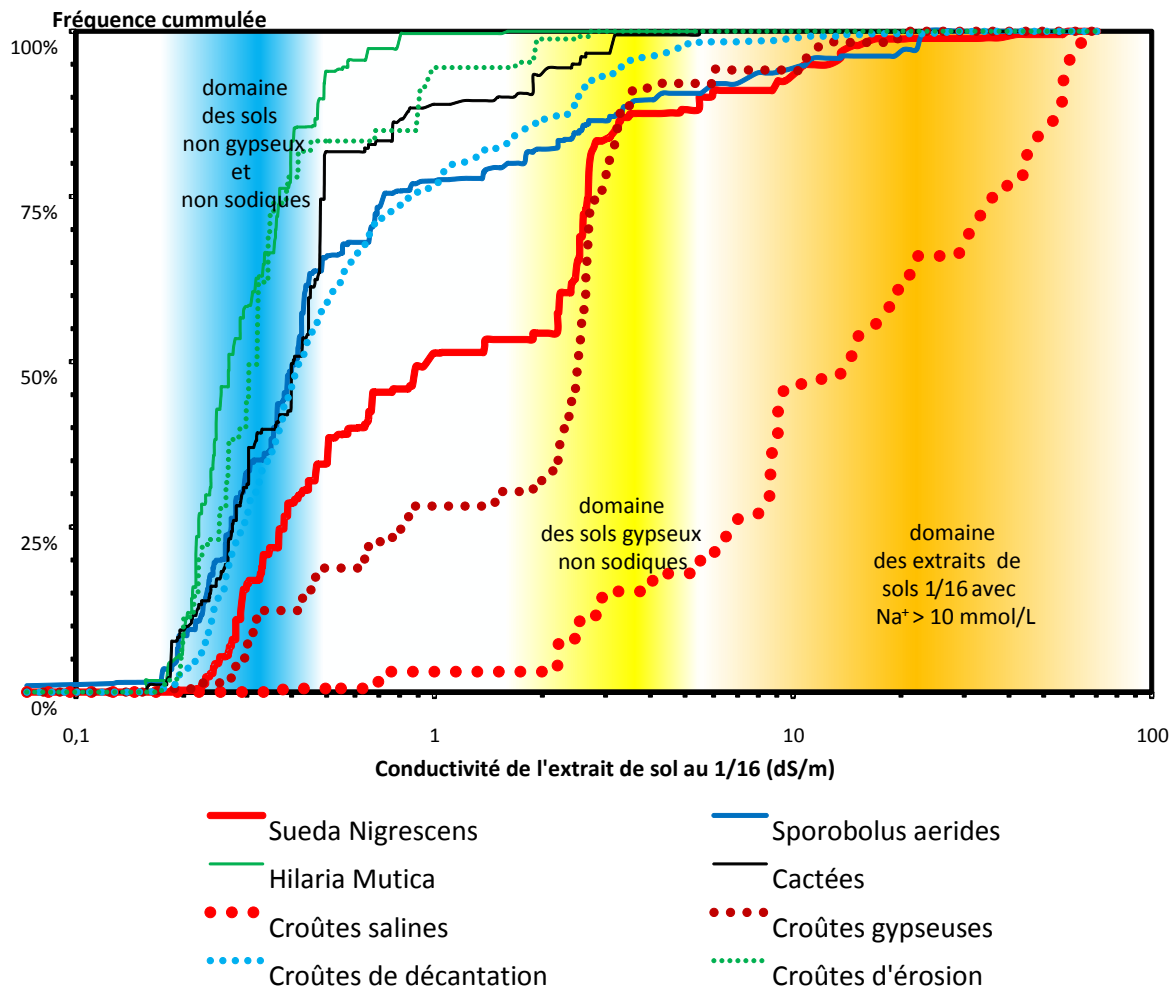 Fréquence cummulée
100%
75%
50%
25%
0%
domaine
des sols
non gypseux
et
non sodiques
domaine
des sols gypseux
non sodiques
domaine
des extraits de
sols 1/16 avec
Na⁺ > 10 mmol/L
0,1
1
10
100
Conductivité de l'extrait de sol au 1/16 (dS/m)
Sueda Nigrescens
Sporobolus aerides
Hilaria Mutica
Cactées
Croûtes salines
Croûtes gypseuses
Croûtes de décantation
Croûtes d'érosion